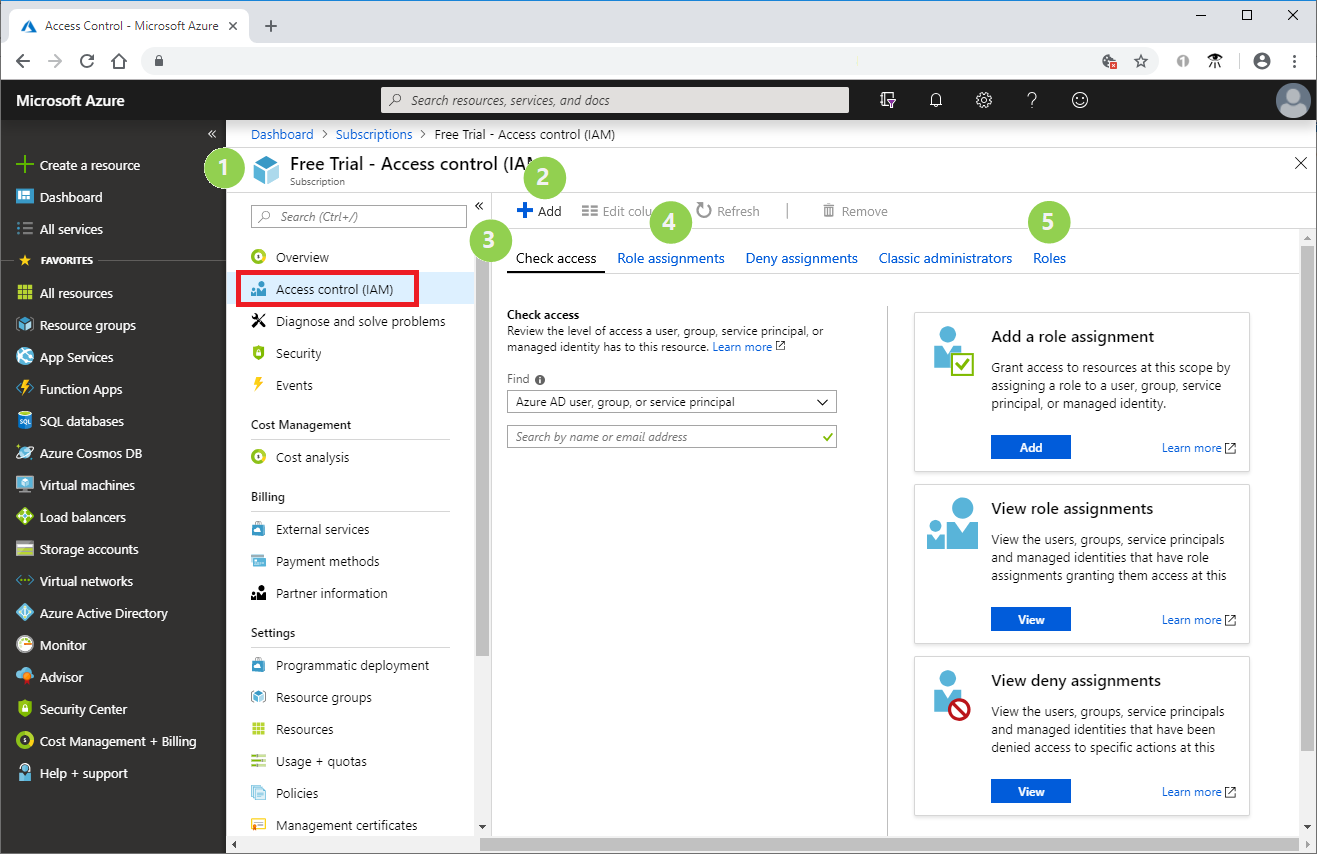 Access Control - Microsoft Azure
Microsoft Azure
Search resources, services, and docs
Create a resource
Dashboard
All services
FAVORITES
All resources
Resource groups
App Services
Function Apps
SQL databases
Azure Cosmos DB
Virtual machines
Load balancers
Storage accounts
Virtual networks
Azure Active Directory
Monitor
Advisor
Security Center
Cost Management + Billing
Help + support
Dashboard > Subscriptions > Free Trial - Access control (IAM)
1
Free Trial - Access control
Subscription
2
Search (Ctrl+/)
Overview
Access control (IAM)
Diagnose and solve problems
Security
Events
Cost Management
Cost analysis
Billing
External services
Payment methods
Partner information
Settings
Programmatic deployment
Resource groups
Resources
Usage + quotas
Policies
Management certificates
Add
Edit
Refresh
Remove
3
4
5
Check access
Role assignments
Deny assignments
Classic administrators
Roles
Check access
Review the level of access a user, group, service principal, or
managed identity has to this resource. Learn more
Find
Azure AD user, group, or service principal
Search by name or email address
Add a role assignment
Grant access to resources at this scope by
assigning a role to a user, group, service
principal, or managed identity.
Add
Learn more
View role assignments
View the users, groups, service principals
and managed identities that have role
assignments granting them access at this
View
Learn more
View deny assignments
View the users, groups, service principals
and managed identities that have been
denied access to specific actions at this
View
Learn more